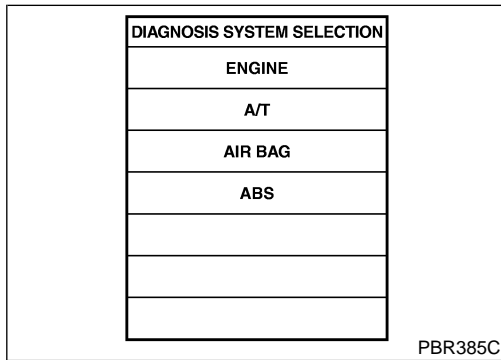 DIAGNOSIS SYSTEM SELECTION
ENGINE
A/T
AIR BAG
ABS
PBR385C